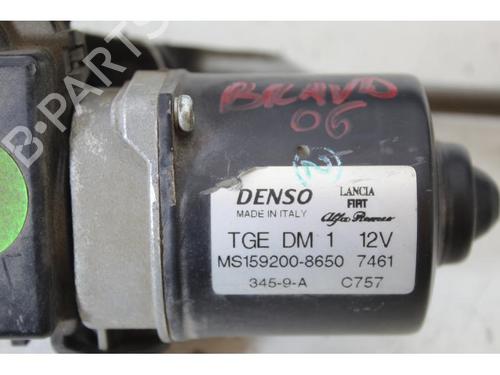 BRAVO
06
2
DENSO
MADE IN ITALY
LANCIA
FIAT
Alfa Romeo
TGE DM 1 12V
MS159200-8650 7461
345-9-A C757
B-PARTS